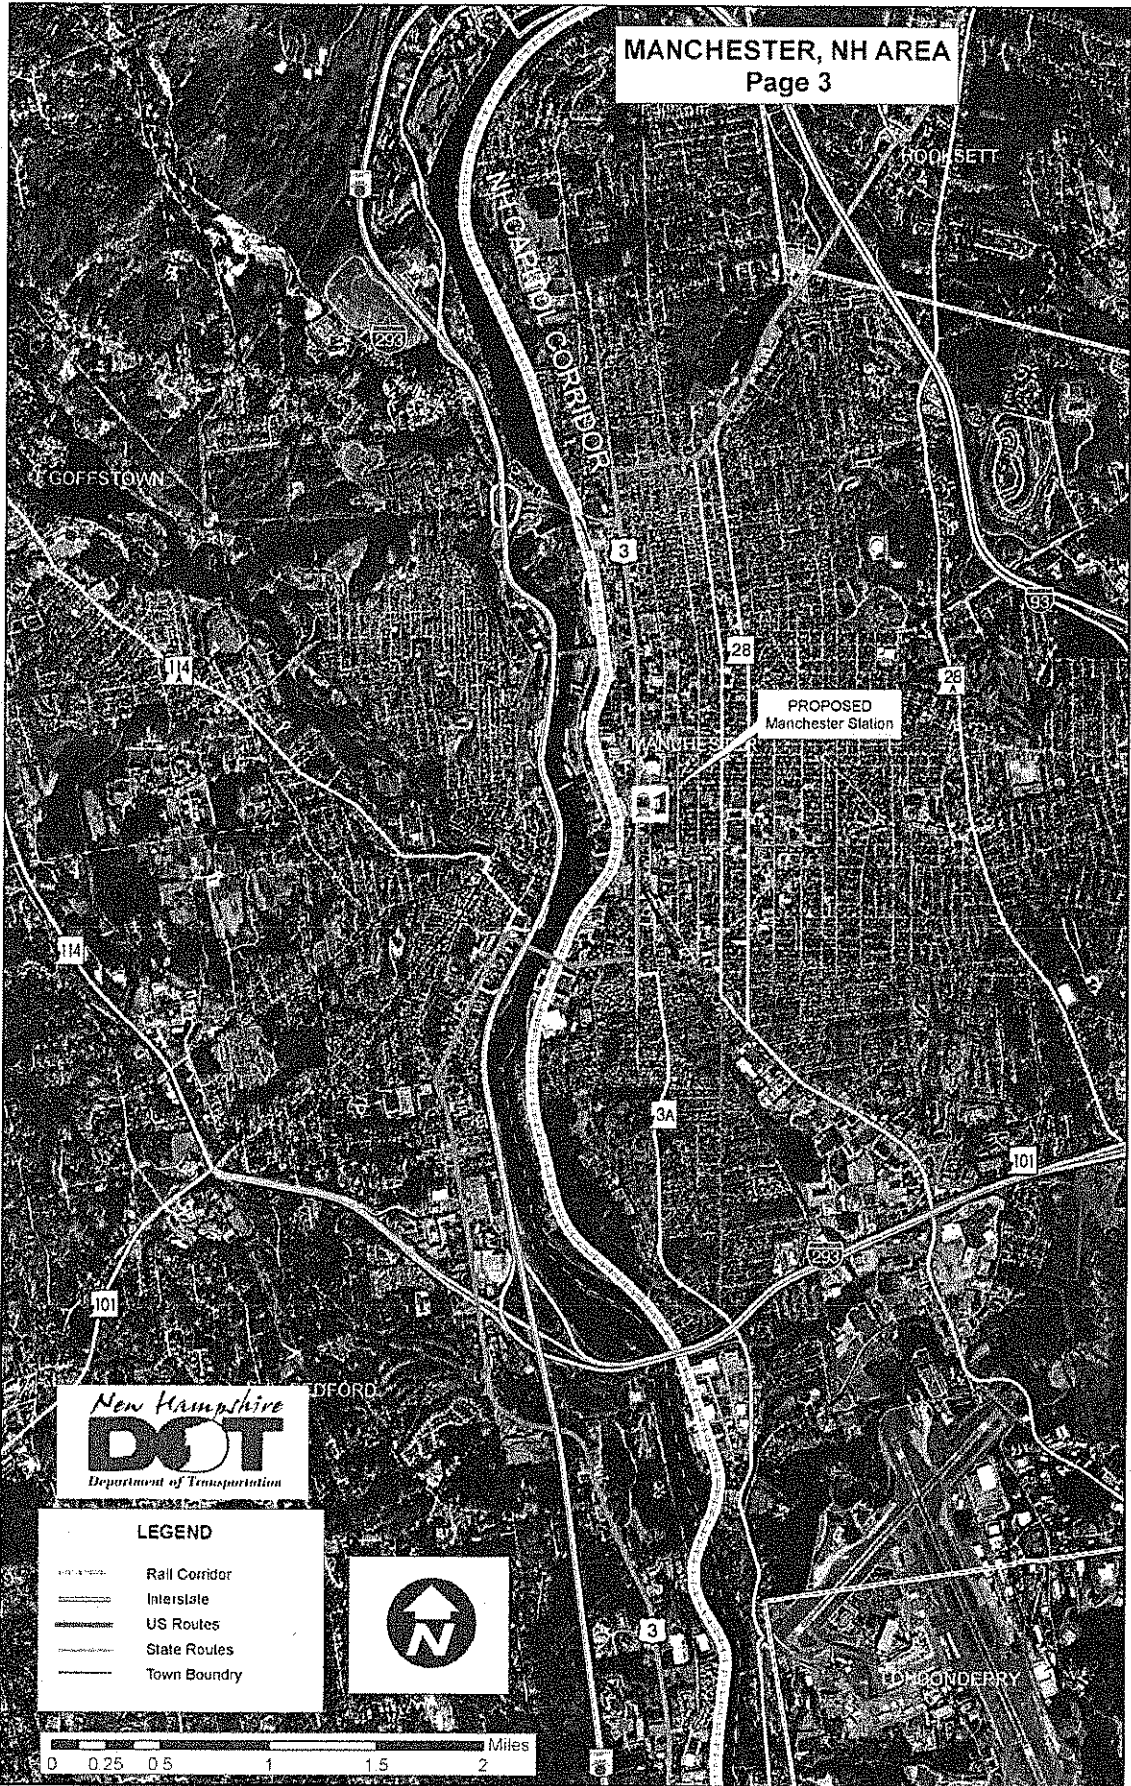 MANCHESTER, NH AREA
Page 3
HOOKSETT
NH CAPITOL CORRIDOR
293
GOFFSTOWN
3
93
28
114
A
28
A
PROPOSED
Manchester Station
MANCHESTER
114
3A
101
293
101
BEDFORD
New Hampshire
DOT
Department of Transportation
LEGEND
Rail Corridor
Interstate
US Routes
State Routes
Town Boundry
N
3
LONDONDERRY
0 0.25 0.5 1 1.5 2 Miles